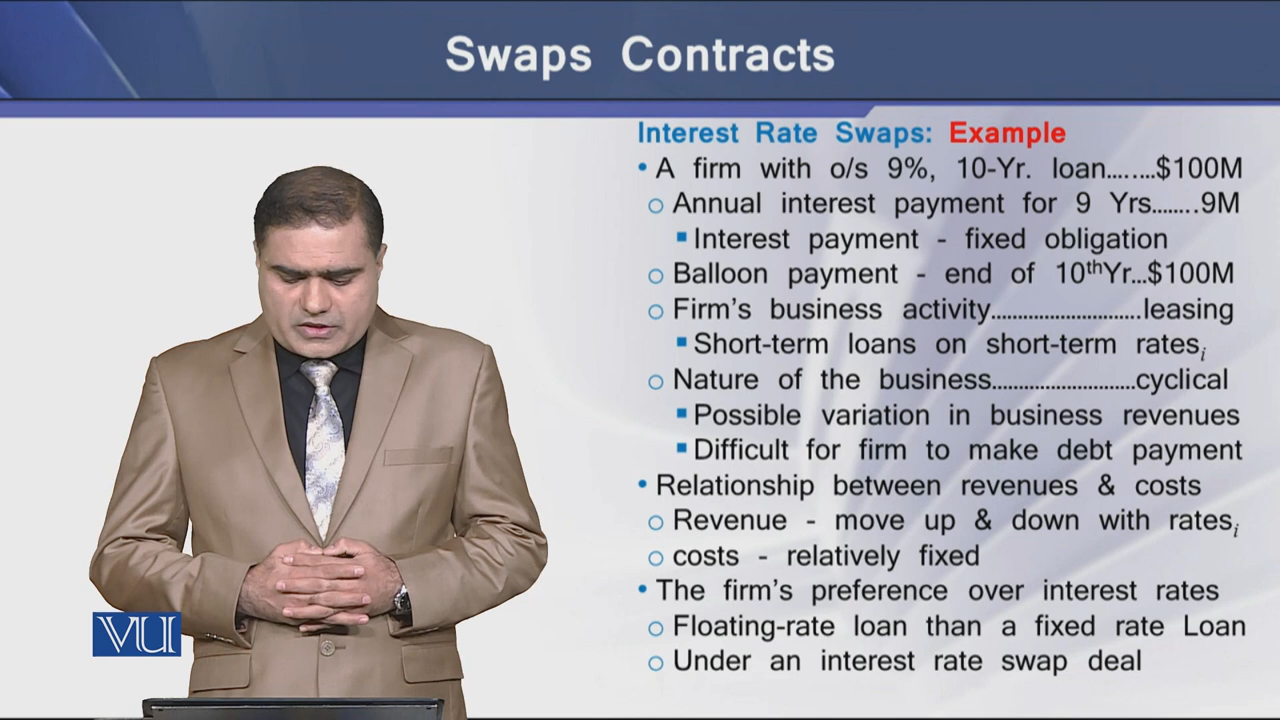 Swaps Contracts
Interest Rate Swaps: Example
• A firm with o/s 9%, 10-Yr. loan........$100M
o Annual interest payment for 9 Yrs........9M
▪ Interest payment - fixed obligation
o Balloon payment - end of 10thYr...$100M
o Firm's business activity..............................leasing
▪ Short-term loans on short-term ratesi
o Nature of the business............................cyclical
▪ Possible variation in business revenues
▪ Difficult for firm to make debt payment
• Relationship between revenues & costs
o Revenue - move up & down with ratesi
o costs - relatively fixed
• The firm's preference over interest rates
o Floating-rate loan than a fixed rate Loan
o Under an interest rate swap deal
VU